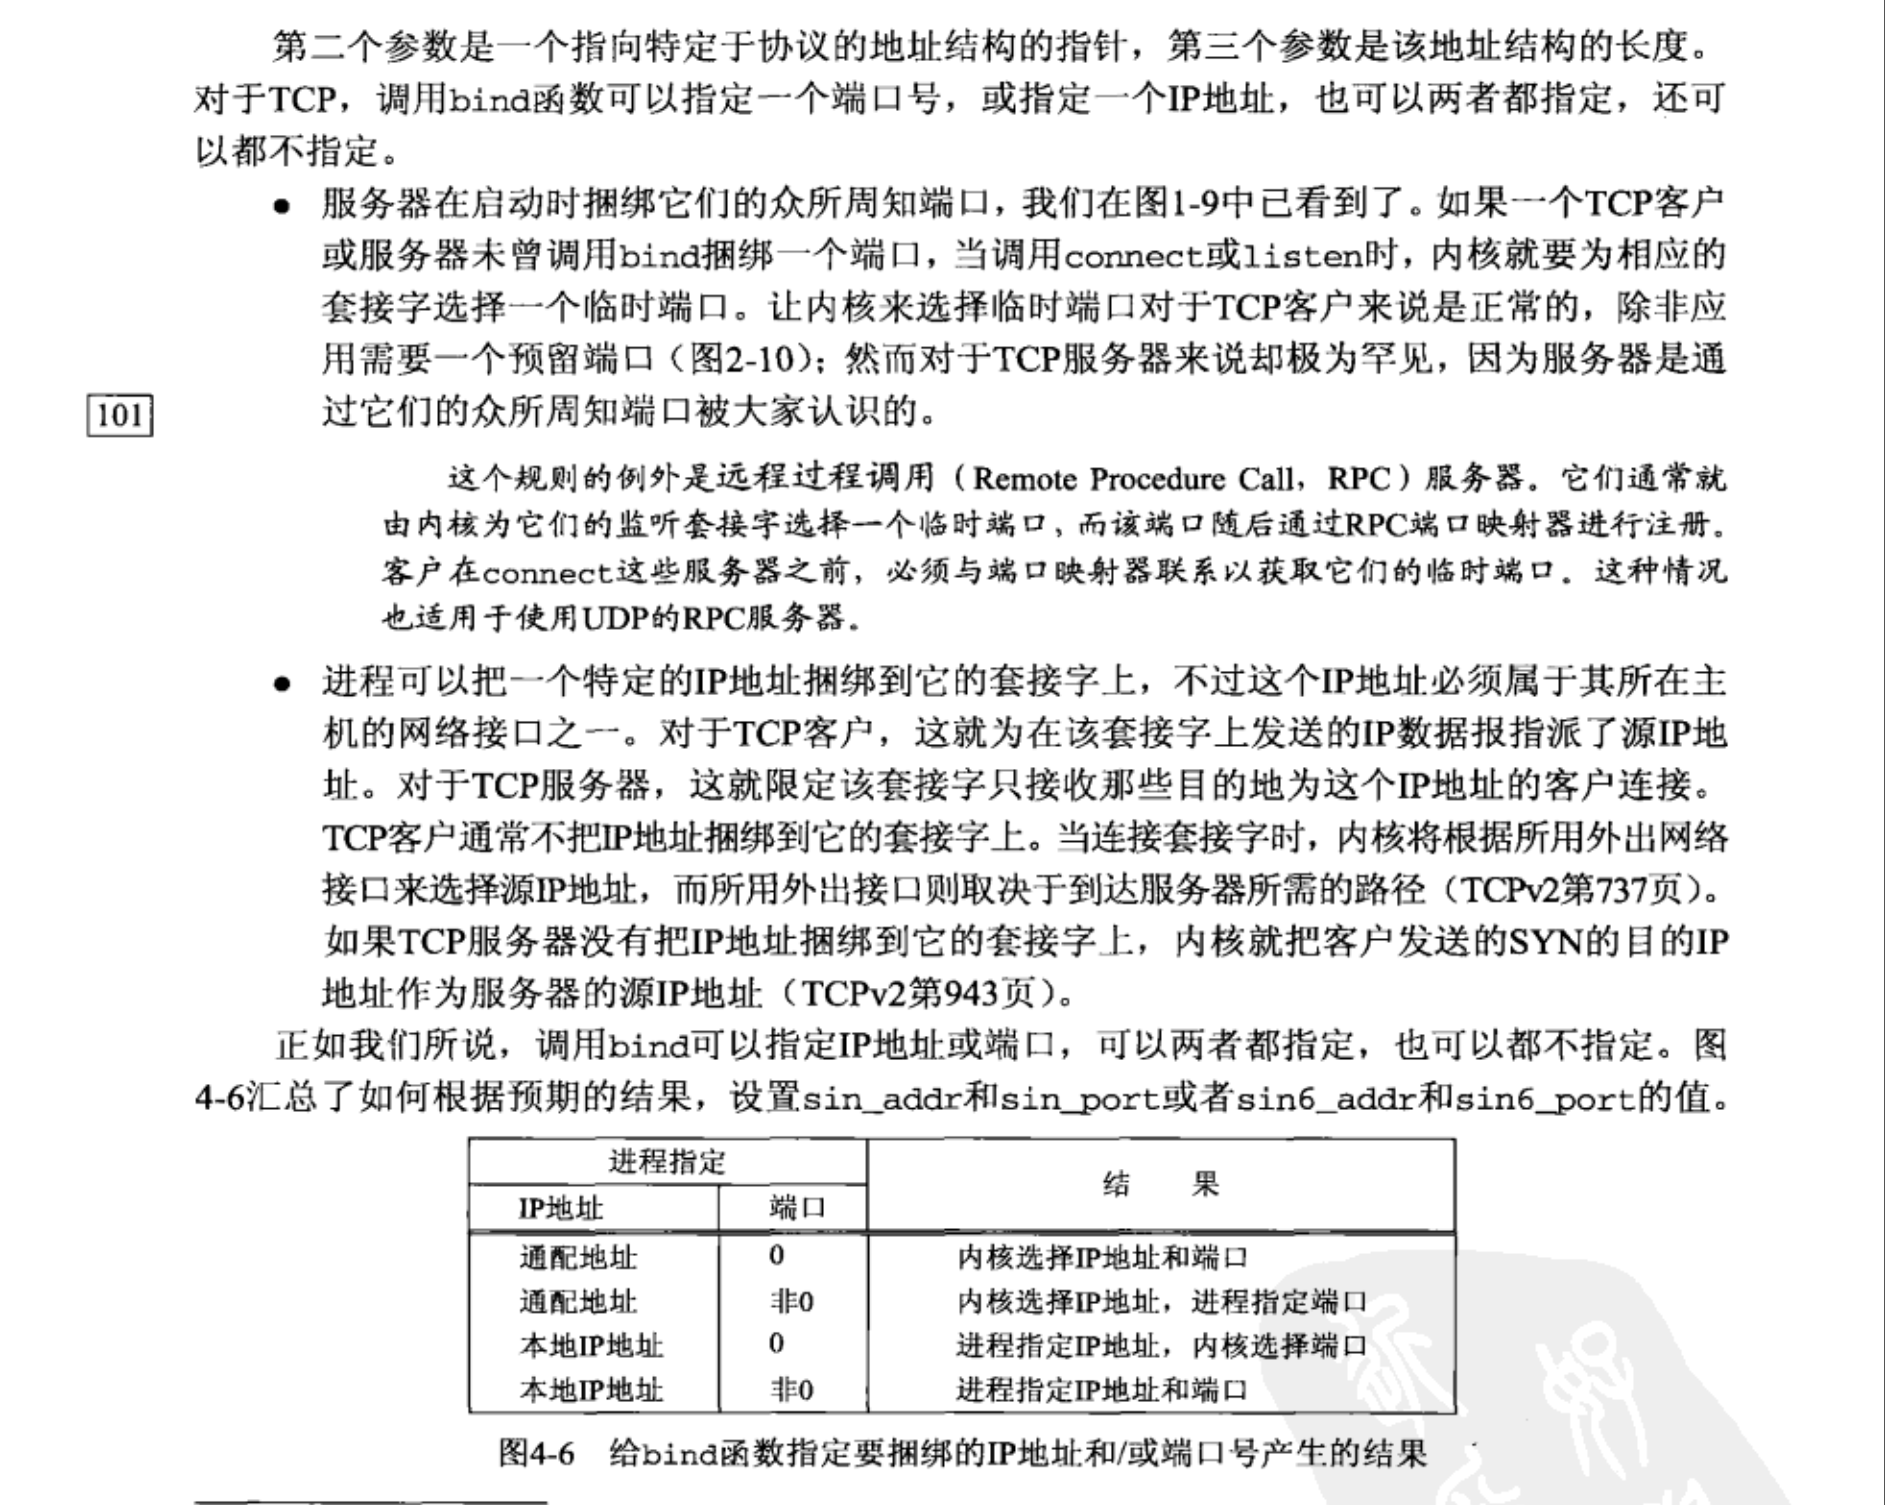 第二个参数是一个指向特定于协议的地址结构的指针，第三个参数是该地址结构的长度。
对于TCP，调用bind函数可以指定一个端口号，或指定一个IP地址，也可以两者都指定，还可
以都不指定。
● 服务器在启动时捆绑它们的众所周知端口，我们在图1-9中已看到了。如果一个TCP客户
或服务器未曾调用bind捆绑一个端口，当调用connect或listen时，内核就要为相应的
套接字选择一个临时端口。让内核来选择临时端口对于TCP客户来说是正常的，除非应
用需要一个预留端口（图2-10）；然而对于TCP服务器来说却极为罕见，因为服务器是通
过它们的众所周知端口被大家认识的。
101
这个规则的例外是远程过程调用（Remote Procedure Call，RPC）服务器。它们通常就
由内核为它们的监听套接字选择一个临时端口，而该端口随后通过RPC端口映射器进行注册。
客户在connect这些服务器之前，必须与端口映射器联系以获取它们的临时端口。这种情况
也适用于使用UDP的RPC服务器。
● 进程可以把一个特定的IP地址捆绑到它的套接字上，不过这个IP地址必须属于其所在主
机的网络接口之一。对于TCP客户，这就为在该套接字上发送的IP数据报指派了源IP地
址。对于TCP服务器，这就限定该套接字只接收那些目的地为这个IP地址的客户连接。
TCP客户通常不把IP地址捆绑到它的套接字上。当连接套接字时，内核将根据所用外出网络
接口来选择源IP地址，而所用外出接口则取决于到达服务器所需的路径（TCPv2第737页）。
如果TCP服务器没有把IP地址捆绑到它的套接字上，内核就把客户发送的SYN的目的IP
地址作为服务器的源IP地址（TCPv2第943页）。
正如我们所说，调用bind可以指定IP地址或端口，可以两者都指定，也可以都不指定。图
4-6汇总了如何根据预期的结果，设置sin_addr和sin_port或者sin6_addr和sin6_port的值。
进程指定 结 果
IP地址 端口
通配地址 0 内核选择IP地址和端口
通配地址 非0 内核选择IP地址，进程指定端口
本地IP地址 0 进程指定IP地址，内核选择端口
本地IP地址 非0 进程指定IP地址和端口
图4-6 给bind函数指定要捆绑的IP地址和/或端口号产生的结果